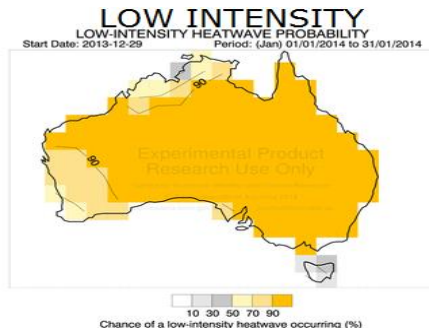 LOW INTENSITY
LOW-INTENSITY HEATWAVE PROBABILITY
Start Date: 2013-12-29 Period: (Jan) 01/01/2014 to 31/01/2014
90
90
Experimental Product
Research Use Only
10 30 50 70 90
Chance of a low-intensity heatwave occurring (%)